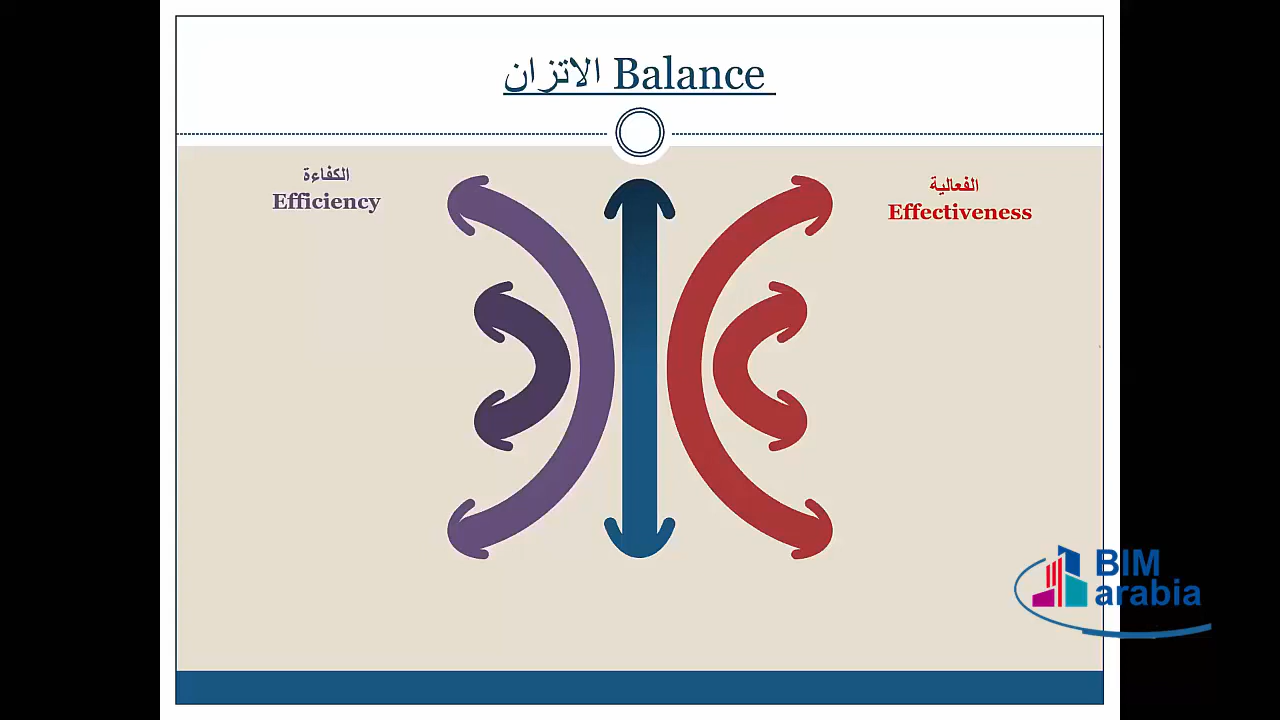 الاتزان Balance
الكفاءة
Efficiency
الفعالية
Effectiveness
BIM
arabia